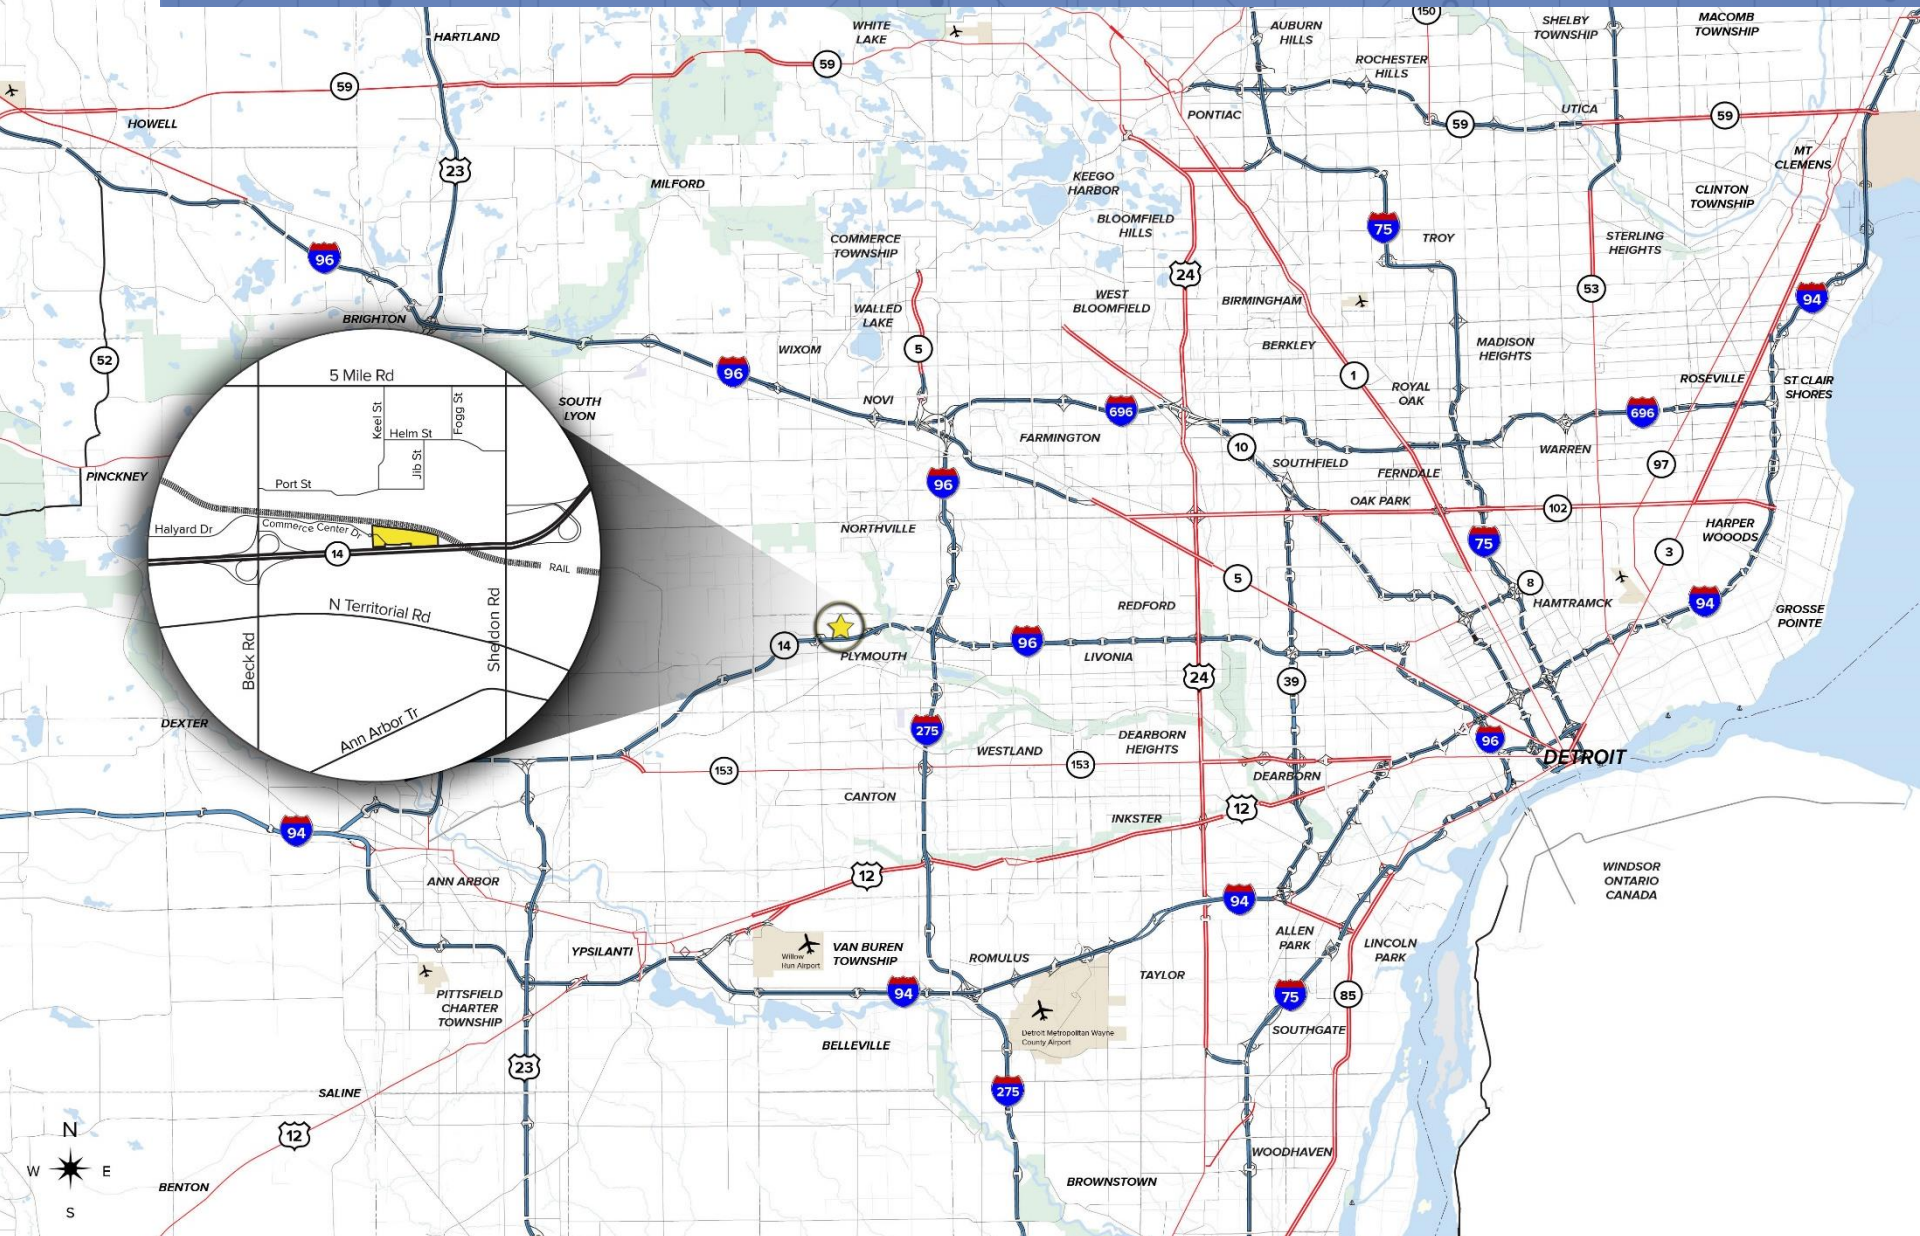 150
HARTLAND
WHITE
LAKE
AUBURN
HILLS
SHELBY
TOWNSHIP
MACOMB
TOWNSHIP
59
59
ROCHESTER
HILLS
HOWELL
PONTIAC
59
UTICA
59
23
MILFORD
KEEGO
HARBOR
MT
CLEMENS
CLINTON
TOWNSHIP
96
COMMERCE
TOWNSHIP
BLOOMFIELD
HILLS
75
TROY
STERLING
HEIGHTS
24
53
94
BRIGHTON
WALLED
LAKE
WEST
BLOOMFIELD
BIRMINGHAM
52
WIXOM
5
BERKLEY
MADISON
HEIGHTS
96
1
ROSEVILLE
ST CLAIR
SHORES
5 Mile Rd
Keel St
Fogg St
SOUTH
LYON
NOVI
696
ROYAL
OAK
696
Helm St
FARMINGTON
10
WARREN
Jib St
SOUTHFIELD
FERNDALE
97
PINCKNEY
Port St
96
OAK PARK
102
Halyard Dr
Commerce Center Dr
NORTHVILLE
HARPER
WOOODS
14
75
3
RAIL
5
8
N Territorial Rd
REDFORD
HAMTRAMCK
94
GROSSE
POINTE
Beck Rd
Sheldon Rd
14
PLYMOUTH
96
LIVONIA
24
39
DEXTER
Ann Arbor Tr
275
WESTLAND
DEARBORN
HEIGHTS
96
DETROIT
153
153
DEARBORN
CANTON
12
INKSTER
94
ANN ARBOR
12
WINDSOR
ONTARIO
CANADA
94
YPSILANTI
Willow
Run Airport
VAN BUREN
TOWNSHIP
ROMULUS
ALLEN
PARK
LINCOLN
PARK
TAYLOR
94
75
85
PITTSFIELD
CHARTER
TOWNSHIP
Detroit Metropolitan Wayne
County Airport
SOUTHGATE
BELLEVILLE
23
275
SALINE
12
N
W E
S
WOODHAVEN
BENTON
BROWNSTOWN